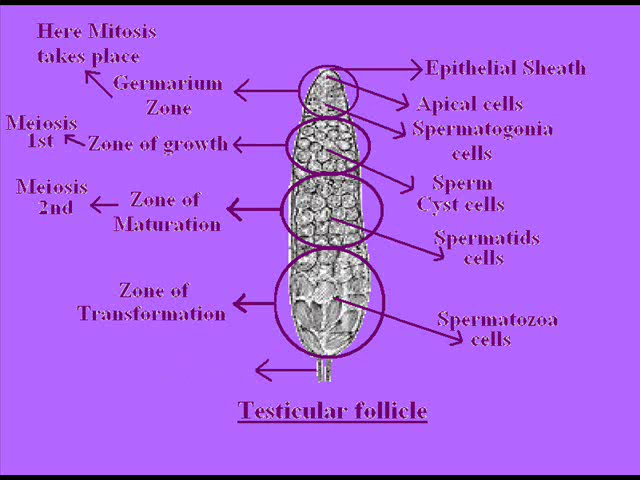 Here Mitosis
takes place
Germarium
Zone
Meiosis
1st
Zone of growth
Meiosis
2nd
Zone of
Maturation
Zone of
Transformation
Epithelial Sheath
Apical cells
Spermatogonia
cells
Sperm
Cyst cells
Spermatids
cells
Spermatozoa
cells
Testicular follicle